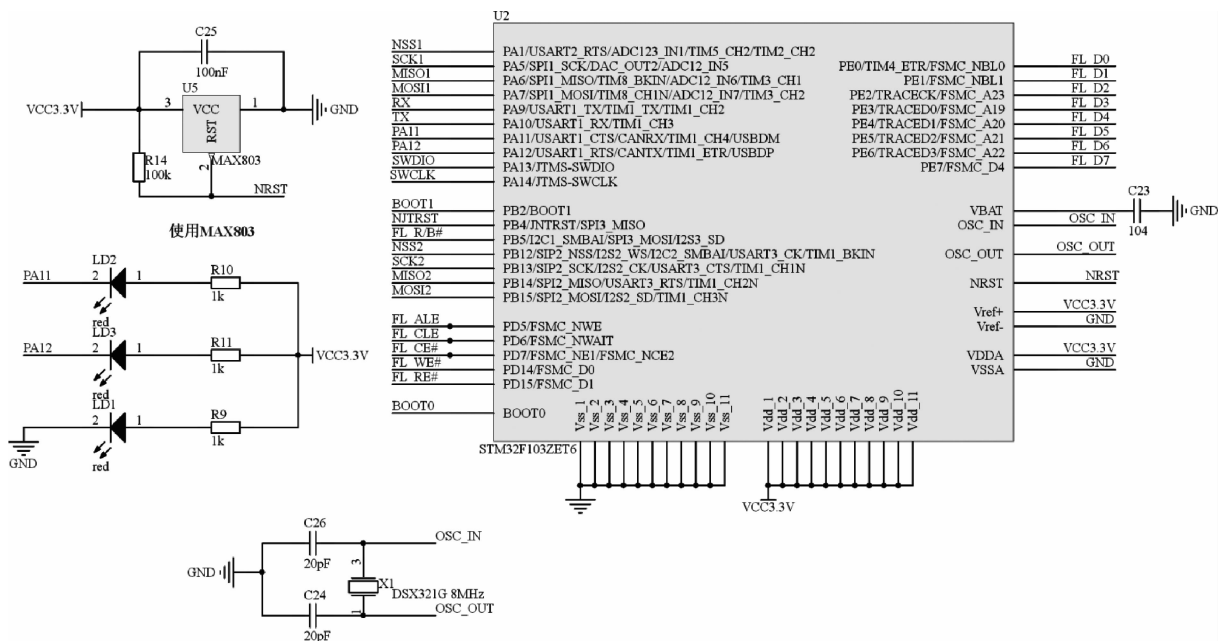 C25
100nF
U5
VCC3.3V
3
VCC
1
GND
RST
MAX803
2
R14
100k
NRST
使用MAX803
PA11
LD2
2
1
R10
1k
red
PA12
LD3
2
1
R11
1k
red
VCC3.3V
LD1
2
1
R9
1k
red
GND
U2
NSS1 PA1/USART2_RTS/ADC123_IN1/TIM5_CH2/TIM2_CH2
SCK1 PA5/SPI1_SCK/DAC_OUT2/ADC12_IN5
MISO1 PA6/SPI1_MISO/TIM8_BKIN/ADC12_IN6/TIM3_CH1
MOSI1 PA7/SPI1_MOSI/TIM8_CH1N/ADC12_IN7/TIM3_CH2
RX PA9/USART1_TX/TIM1_TX/TIM1_CH2
TX PA10/USART1_RX/TIM1_CH3
PA11 PA11/USART1_CTS/CANRX/TIM1_CH4/USBDM
PA12 PA12/USART1_RTS/CANTX/TIM1_ETR/USBDP
SWDIO PA13/JTMS-SWDIO
SWCLK PA14/JTMS-SWCLK
BOOT1 PB2/BOOT1
NJTRST PB4/JNTRST/SPI3_MISO
FL_R/B# PB5/I2C1_SMBAI/SPI3_MOSI/I2S3_SD
NSS2 PB12/SIP2_NSS/I2S2_WS/I2C2_SMBAI/USART3_CK/TIM1_BKIN
SCK2 PB13/SIP2_SCK/I2S2_CK/USART3_CTS/TIM1_CH1N
MISO2 PB14/SPI2_MISO/USART3_RTS/TIM1_CH2N
MOSI2 PB15/SPI2_MOSI/I2S2_SD/TIM1_CH3N
FL_ALE PD5/FSMC_NWE
FL_CLE PD6/FSMC_NWAIT
FL_CE# PD7/FSMC_NE1/FSMC_NCE2
FL_WE# PD14/FSMC_D0
FL_RE# PD15/FSMC_D1
BOOT0 BOOT0
PE0/TIM4_ETR/FSMC_NBL0 FL_D0
PE1/FSMC_NBL1 FL_D1
PE2/TRACECK/FSMC_A23 FL_D2
PE3/TRACED0/FSMC_A19 FL_D3
PE4/TRACED1/FSMC_A20 FL_D4
PE5/TRACED2/FSMC_A21 FL_D5
PE6/TRACED3/FSMC_A22 FL_D6
PE7/FSMC_D4 FL_D7
VBAT
C23
104
GND
OSC_IN OSC_IN
OSC_OUT OSC_OUT
NRST NRST
Vref+ VCC3.3V
Vref- GND
VDDA VCC3.3V
VSSA GND
Vss_1
Vss_2
Vss_3
Vss_4
Vss_5
Vss_6
Vss_7
Vss_8
Vss_9
Vss_10
Vss_11
Vdd_1
Vdd_2
Vdd_3
Vdd_4
Vdd_5
Vdd_6
Vdd_7
Vdd_8
Vdd_9
Vdd_10
Vdd_11
STM32F103ZET6
VCC3.3V
C26
20pF
OSC_IN
GND
3
X1
DSX321G 8MHz
1
C24
20pF
OSC_OUT